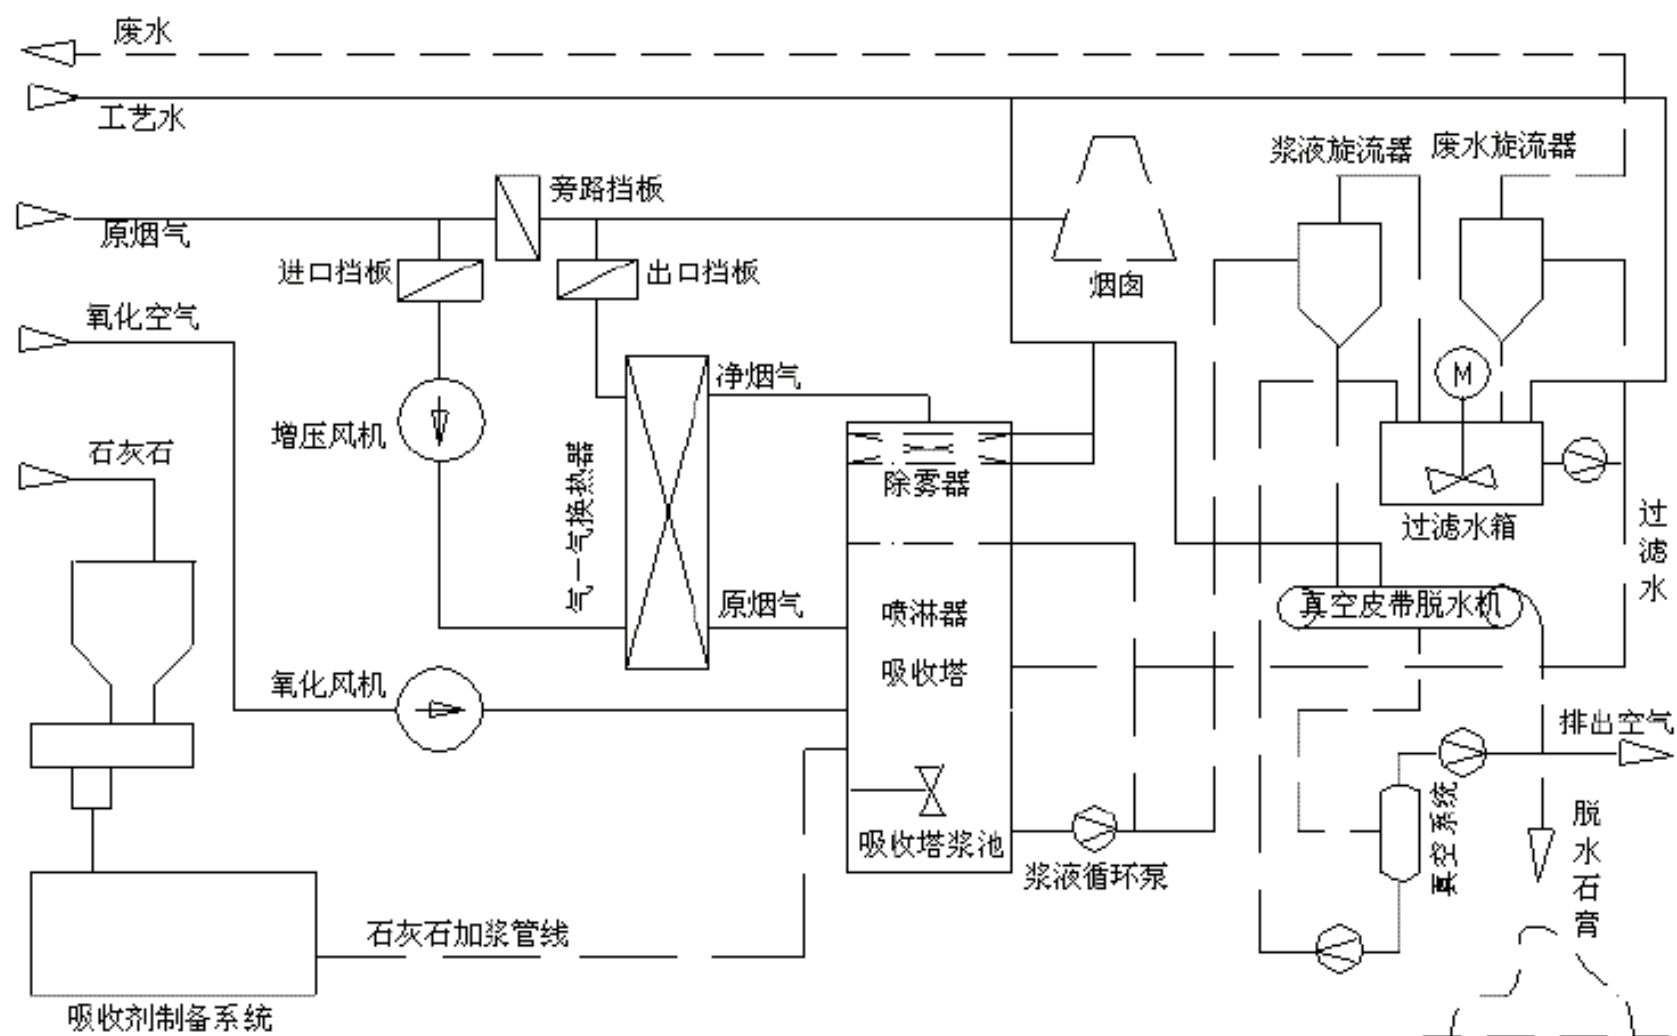 废水
工艺水
浆液旋流器
废水旋流器
旁路挡板
原烟气
进口挡板
出口挡板
烟囱
氧化空气
净烟气
M
石灰石
增压风机
气一气换热器
除雾器
过滤水箱
过滤水
原烟气
喷淋器
真空皮带脱水机
氧化风机
吸收塔
排出空气
真空系统
脱水石膏
吸收塔浆池
浆液循环泵
石灰石加浆管线
吸收剂制备系统